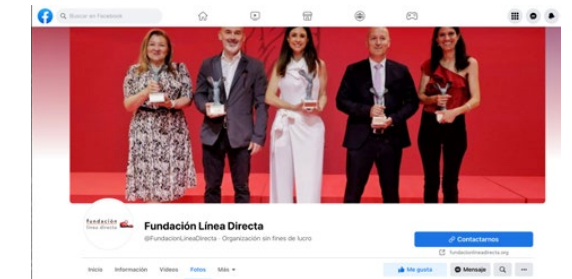 Buscar en Facebook
fundación
línea directa
Fundación Línea Directa
@FundacionLineaDirecta · Organización sin fines de lucro
Contactarnos
fundacionlineadirecta.org
Inicio Información Vídeos Fotos Más
Me gusta Mensaje